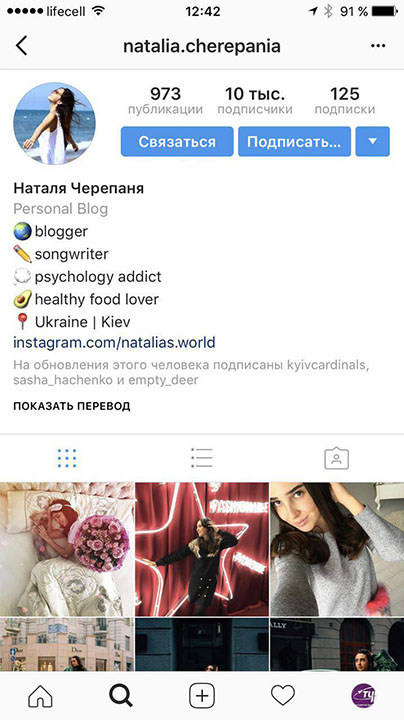 lifecell 12:42 91 %
natalia.cherepania
973 10 тыс. 125
публикации подписчики подписки
Связаться Подписать...
Наталя Черепаня
Personal Blog
blogger
songwriter
psychology addict
healthy food lover
Ukraine | Kiev
instagram.com/natalias.world
На обновления этого человека подписаны kyivcardinals,
sasha_hachenko и empty_deer
ПОКАЗАТЬ ПЕРЕВОД
ALLY